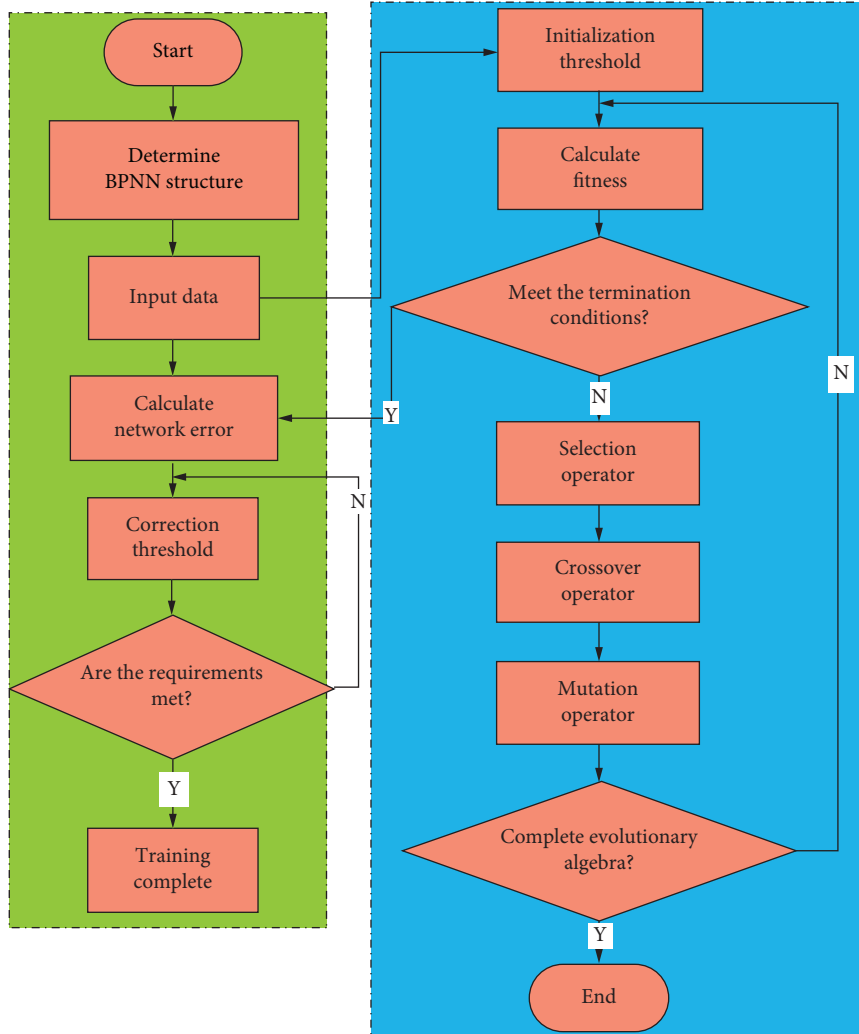 Start
Determine
BPNN structure
Input data
Calculate
network error
N
Correction
threshold
Are the requirements
met?
Y
Training
complete
Initialization
threshold
Calculate
fitness
Meet the termination
conditions?
Y
N
N
Selection
operator
Crossover
operator
Mutation
operator
Complete evolutionary
algebra?
Y
End